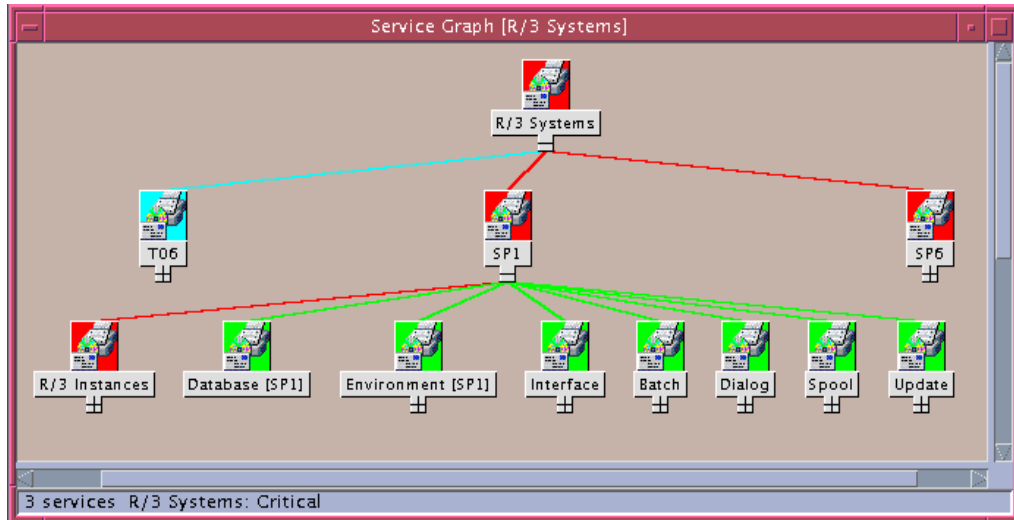 Service Graph [R/3 Systems]
R/3 Systems
T06
SP1
SP6
R/3 Instances
Database [SP1]
Environment [SP1]
Interface
Batch
Dialog
Spool
Update
3 services R/3 Systems: Critical